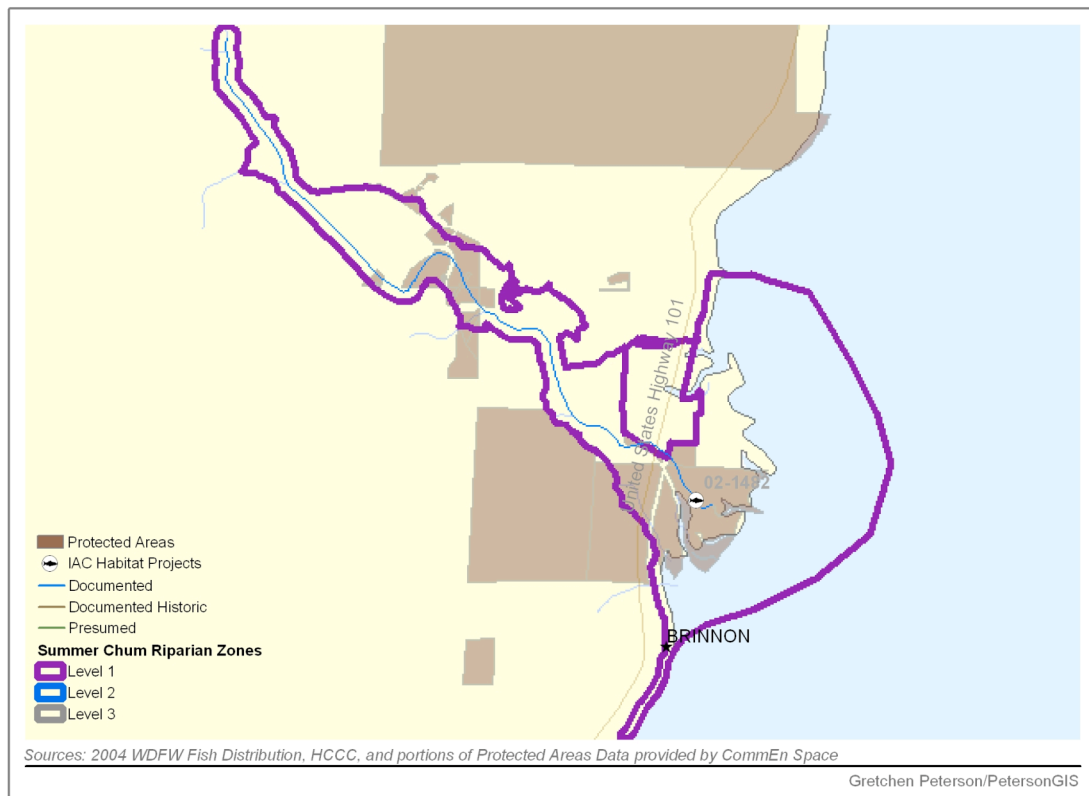 United States Highway 101
02-1482
BRINNON
Protected Areas
IAC Habitat Projects
Documented
Documented Historic
Presumed
Summer Chum Riparian Zones
Level 1
Level 2
Level 3
Sources: 2004 WDFW Fish Distribution, HCCC, and portions of Protected Areas Data provided by CommEn Space
Gretchen Peterson/PetersonGIS